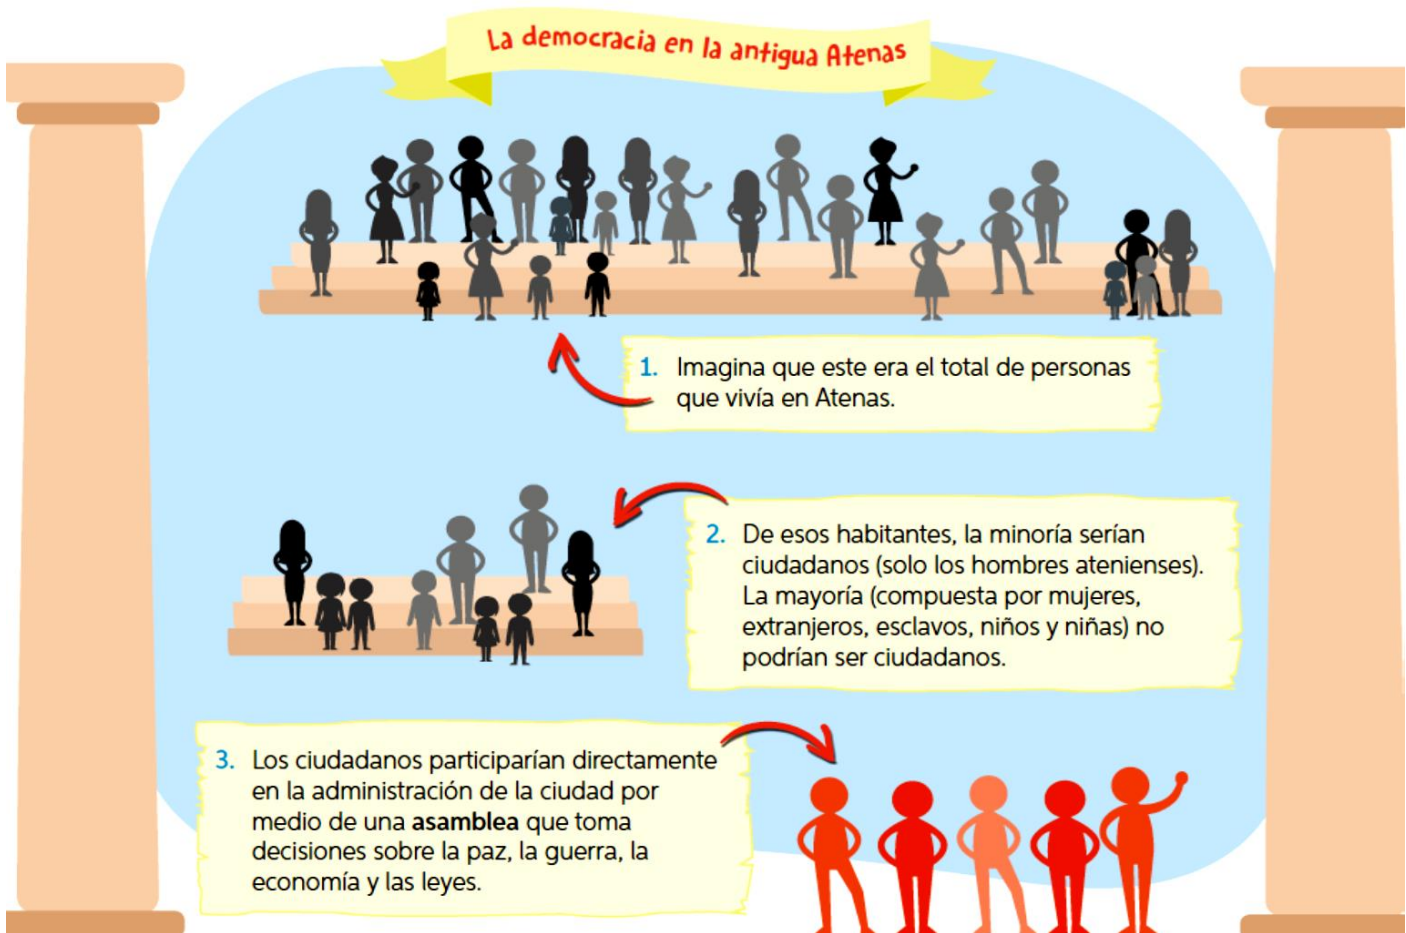 La democracia en la antigua Atenas
1. Imagina que este era el total de personas
que vivía en Atenas.
2. De esos habitantes, la minoría serían
ciudadanos (solo los hombres atenienses).
La mayoría (compuesta por mujeres,
extranjeros, esclavos, niños y niñas) no
podrían ser ciudadanos.
3. Los ciudadanos participarían directamente
en la administración de la ciudad por
medio de una asamblea que toma
decisiones sobre la paz, la guerra, la
economía y las leyes.